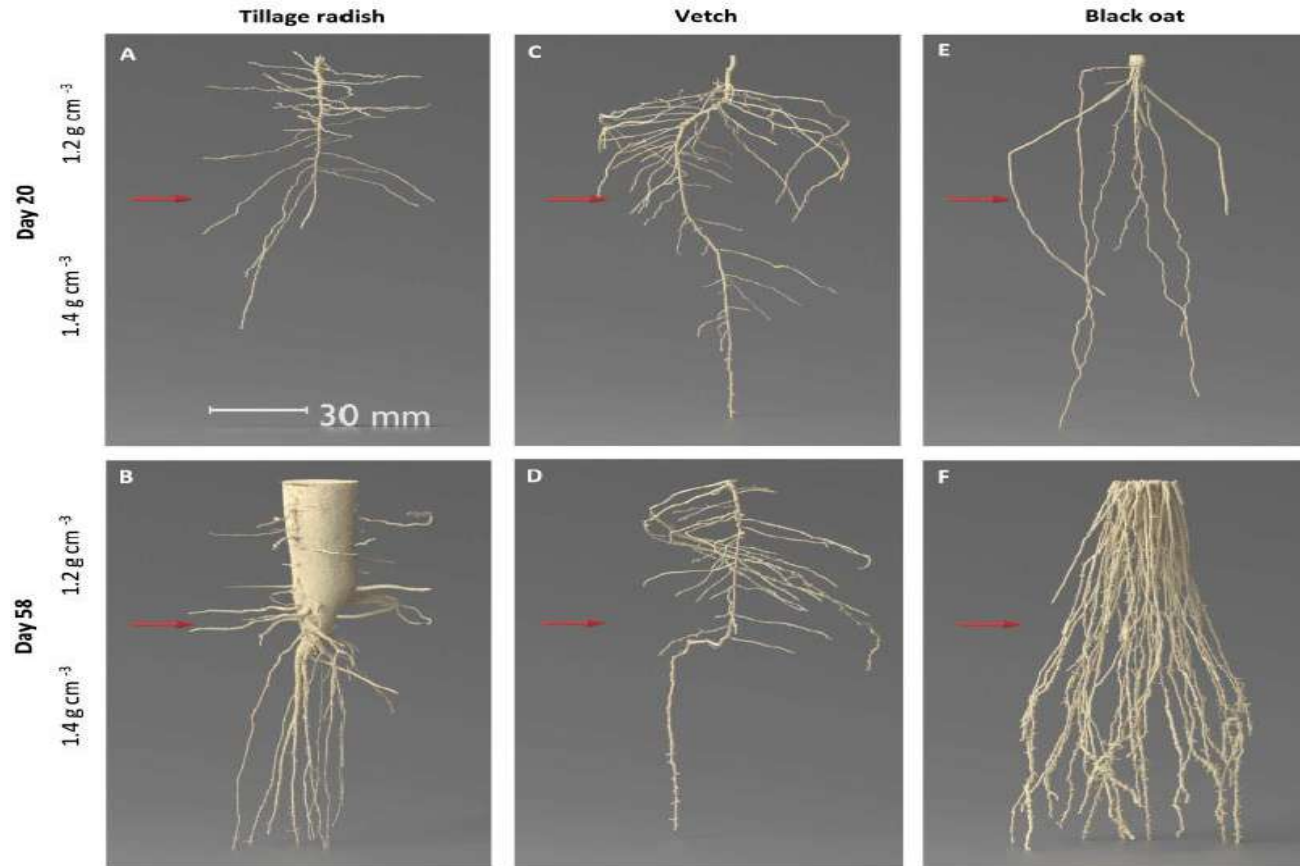 Tillage radish
Vetch
Black oat
Day 20
1.2 g cm⁻³
1.4 g cm⁻³
A
C
E
30 mm
Day 58
1.2 g cm⁻³
1.4 g cm⁻³
B
D
F